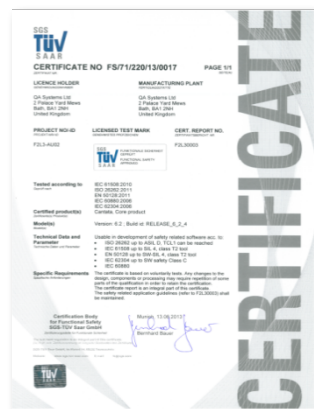 SGS
TÜV
SAAR
CERTIFICATE NO FS/71/220/13/0017 PAGE 1/1
LICENCE HOLDER MANUFACTURING PLANT
QA Systems Ltd QA Systems Ltd
2 Palace Yard Mews 2 Palace Yard Mews
Bath, BA1 2NH Bath, BA1 2NH
United Kingdom United Kingdom
PROJECT NO/-ID LICENSED TEST MARK CERT. REPORT NO.
F2L3-AU02 F2L30003
SGS TÜV SAAR
FUNCTIONAL SAFETY
APPROVED
Tested according to IEC 61508:2010
ISO 26262:2011
EN 50128:2011
IEC 60880:2006
IEC 62304:2006
Certified product(s) Cantata, Core product
Model(s) Version: 6.2 ; Build id: RELEASE_6_2_4
Technical Data and Usable in development of safety related software acc. to:
Parameter • ISO 26262 up to ASIL D, TCL1 can be reached
• IEC 61508 up to SIL 4, class T2 tool
• EN 50128 up to SW-SIL 4, class T2 tool
• IEC 62304 up to SW safety Class C
• IEC 60880
Specific Requirements The certificate is based on voluntarily tests. Any changes to the
design, components or processing may require repetition of some
parts of the qualification in order to retain the certification.
The certificate report is an integral part of this certificate.
The safety related application guidelines (refer to F2L30003) shall
be maintained.
Certification Body Munich, 13.06.2013
for Functional Safety
SGS-TÜV Saar GmbH
Bernhard Bauer
TÜV
CERTIFICATE